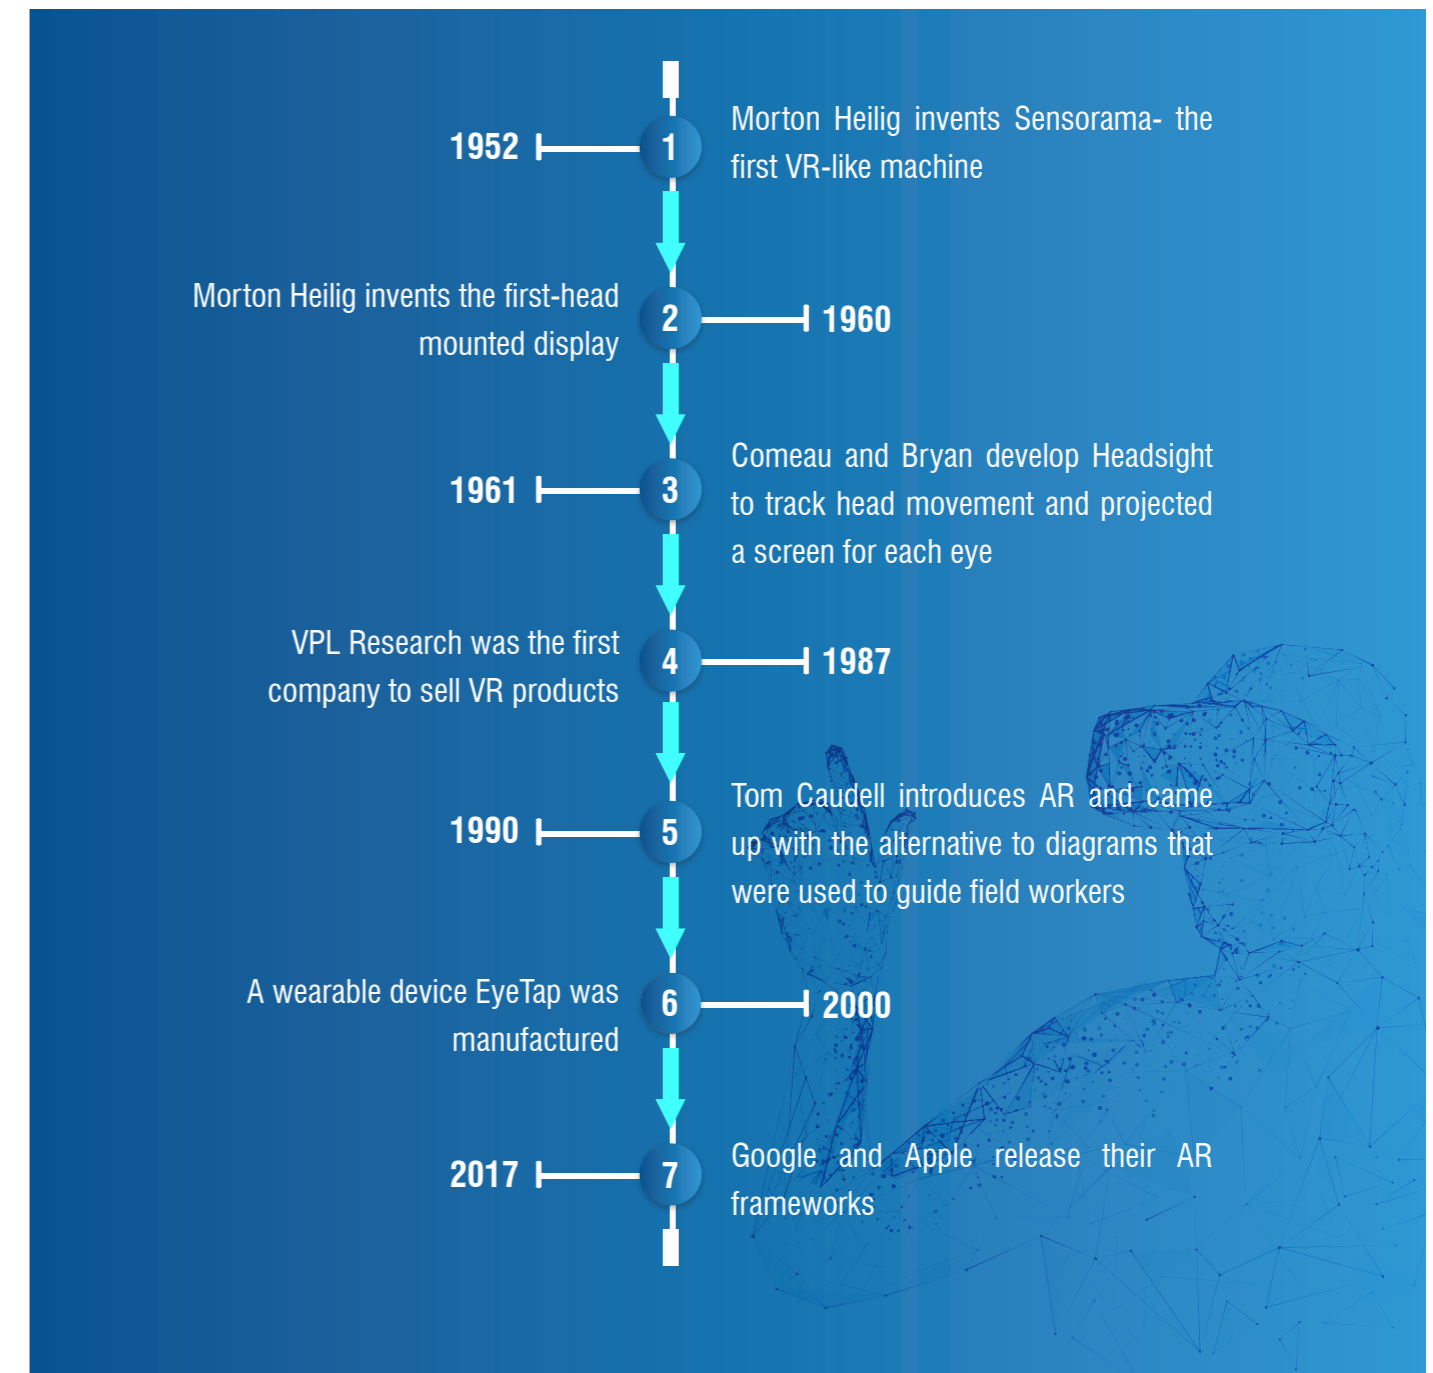 1952
1
Morton Heilig invents Sensorama- the
first VR-like machine
Morton Heilig invents the first-head
mounted display
2
1960
1961
3
Comeau and Bryan develop Headsight
to track head movement and projected
a screen for each eye
VPL Research was the first
company to sell VR products
4
1987
1990
5
Tom Caudell introduces AR and came
up with the alternative to diagrams that
were used to guide field workers
A wearable device EyeTap was
manufactured
6
2000
2017
7
Google and Apple release their AR
frameworks